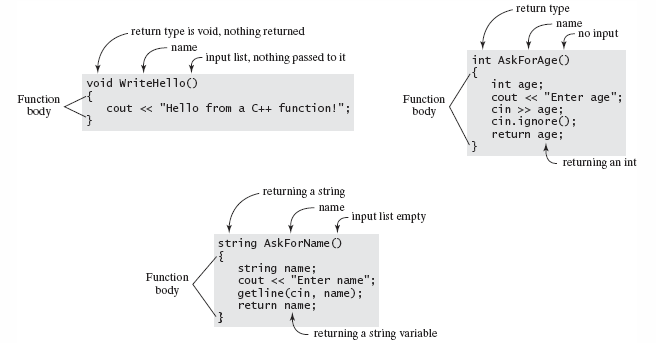 return type is void, nothing returned
name
input list, nothing passed to it
void WriteHello()
{
cout << "Hello from a C++ function!";
}
Function
body
return type
name
no input
int AskForAge()
{
int age;
cout << "Enter age";
cin >> age;
cin.ignore();
return age;
}
Function
body
returning an int
returning a string
name
input list empty
string AskForName()
{
string name;
cout << "Enter name";
getline(cin, name);
return name;
}
Function
body
returning a string variable